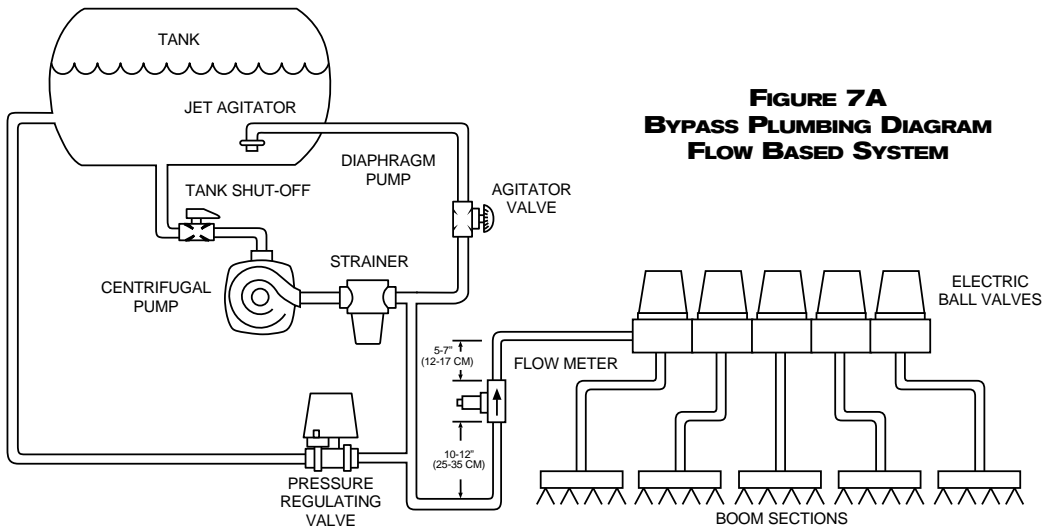 TANK
FIGURE 7A
BYPASS PLUMBING DIAGRAM
FLOW BASED SYSTEM
JET AGITATOR
DIAPHRAGM
PUMP
AGITATOR
VALVE
TANK SHUT-OFF
STRAINER
CENTRIFUGAL
PUMP
ELECTRIC
BALL VALVES
5-7"
(12-17 CM)
FLOW METER
10-12"
(25-35 CM)
PRESSURE
REGULATING
VALVE
BOOM SECTIONS